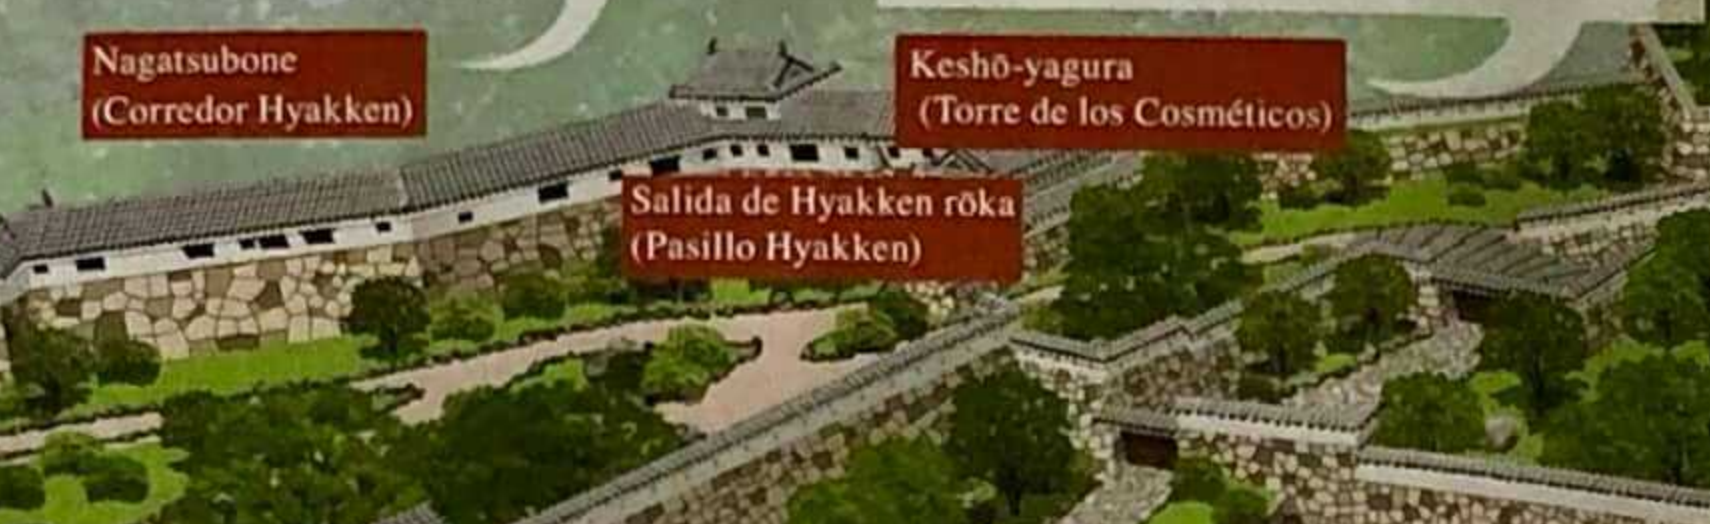 Nagatsubone
(Corredor Hyakken)
Keshō-yagura
(Torre de los Cosméticos)
Salida de Hyakken rōka
(Pasillo Hyakken)